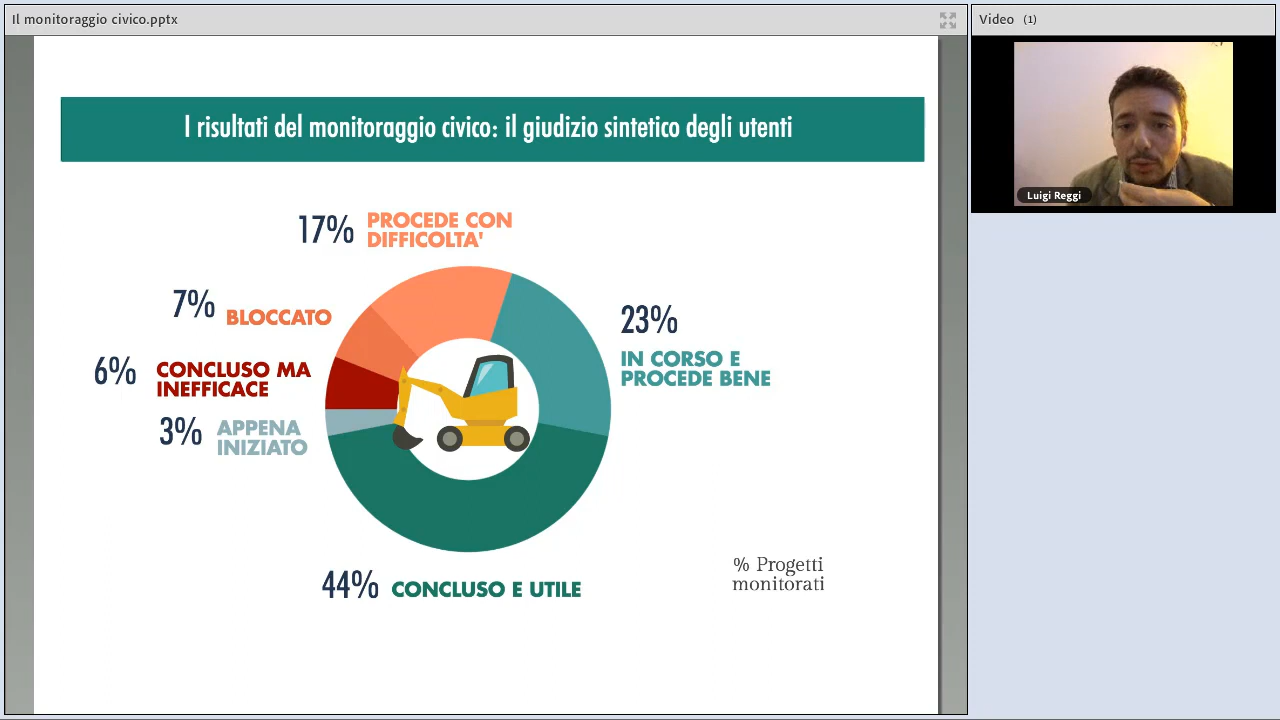 Il monitoraggio civico.pptx
Video (1)
Luigi Reggi
I risultati del monitoraggio civico: il giudizio sintetico degli utenti
17% PROCEDE CON
DIFFICOLTA'
7% BLOCCATO
6% CONCLUSO MA
INEFFICACE
3% APPENA
INIZIATO
23%
IN CORSO E
PROCEDE BENE
44% CONCLUSO E UTILE
% Progetti
monitorati